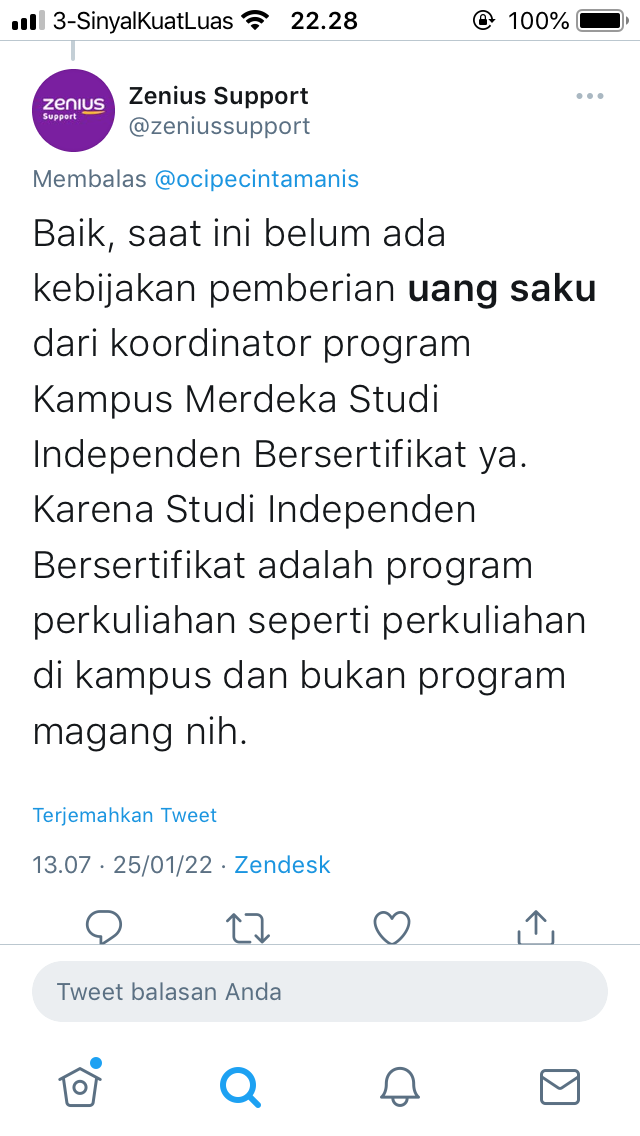 3-SinyalKuatLuas 22.28 100%
zenius
Support
Zenius Support
@zeniussupport
Membalas @ocipecintamanis
Baik, saat ini belum ada
kebijakan pemberian uang saku
dari koordinator program
Kampus Merdeka Studi
Independen Bersertifikat ya.
Karena Studi Independen
Bersertifikat adalah program
perkuliahan seperti perkuliahan
di kampus dan bukan program
magang nih.
Terjemahkan Tweet
13.07 · 25/01/22 · Zendesk
Tweet balasan Anda